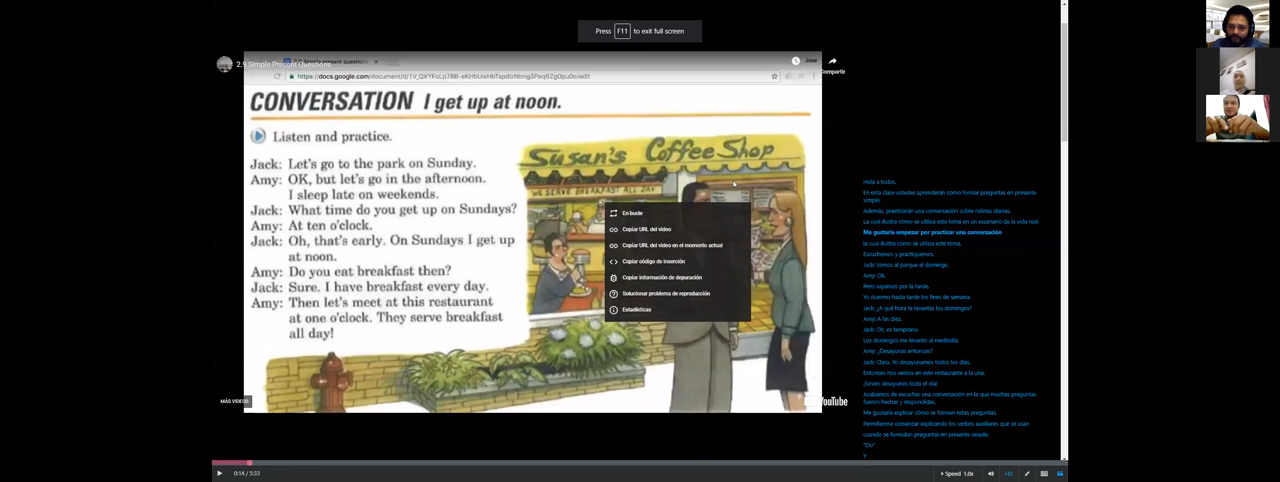 Press F11 to exit full screen
2.9 Simple Present Questions
Jose
Compartir
CONVERSATION I get up at noon.
Listen and practice.
Jack: Let's go to the park on Sunday.
Amy: OK, but let's go in the afternoon.
I sleep late on weekends.
Jack: What time do you get up on Sundays?
Amy: At ten o'clock.
Jack: Oh, that's early. On Sundays I get up
at noon.
Amy: Do you eat breakfast then?
Jack: Sure. I have breakfast every day.
Amy: Then let's meet at this restaurant
at one o'clock. They serve breakfast
all day!
Susan's Coffee Shop
WE SERVE BREAKFAST ALL DAY
En bucle
Copiar URL del vídeo
Copiar URL del vídeo en el momento actual
Copiar código de inserción
Copiar información de depuración
Solucionar problema de reproducción
Estadísticas
MÁS VIDEOS
YouTube
Hola a todos.
En esta clase ustedes aprenderán como formar preguntas en presente
simple.
Además, practicarán una conversación sobre rutinas diarias.
La cual ilustra cómo se utiliza este tema en un escenario de la vida real.
Me gustaría empezar por practicar una conversación
la cual ilustra cómo se utiliza este tema.
Escuchemos y practiquemos.
Jack: Vamos al parque el domingo.
Amy: Ok.
Pero vayamos por la tarde.
Yo duermo hasta tarde los fines de semana.
Jack: ¿A qué hora te levantas los domingos?
Amy: A las diez.
Jack: Oh, es temprano.
Los domingos me levanto al mediodía.
Amy: ¿Desayunas entonces?
Jack: Claro. Yo desayunamos todos los días.
Entonces nos vemos en este restaurante a la una.
¡Sirven desayunos todo el día!
Acabamos de escuchar una conversación en la que muchas preguntas
fueron hechas y respondidas.
Me gustaría explicar cómo se forman estas preguntas.
Permítanme comenzar explicando los verbos auxiliares que se usan
cuando se formulan preguntas en presente simple.
"Do"
Y
0:14 / 5:33
Speed 1.0x
HD